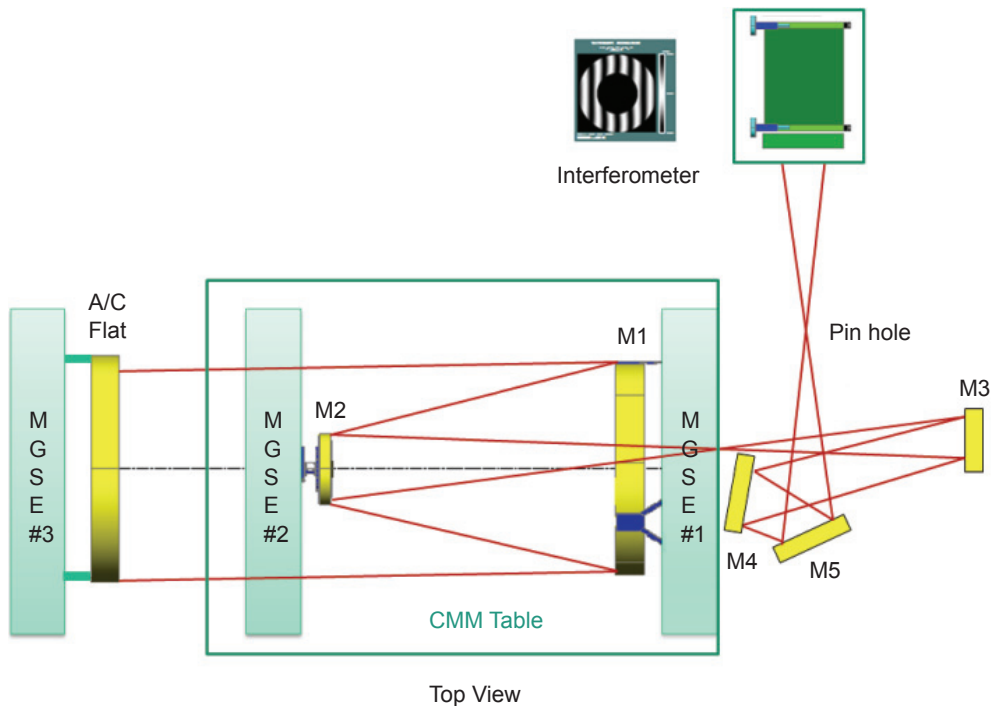 Interferometer
Pin hole
A/C
Flat
M1
M3
M2
M
G
S
E
#3
M
G
S
E
#2
M
G
S
E
#1
M4
M5
CMM Table
Top View